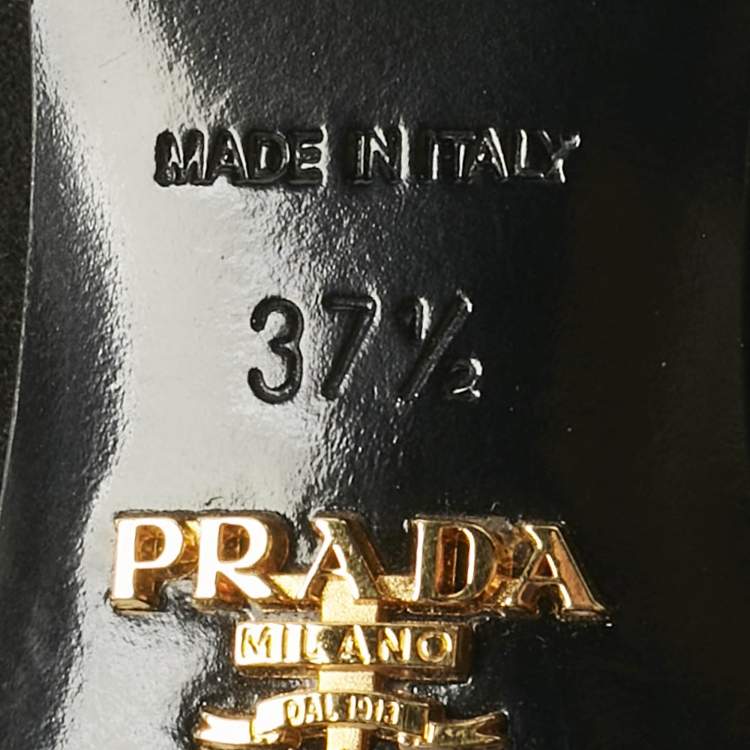 MADE IN ITALY
37½
PRADA
MILANO
DAL 1913